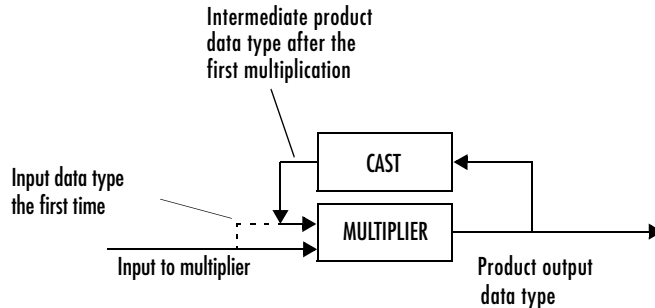 Intermediate product
data type after the
first multiplication
CAST
Input data type
the first time
MULTIPLIER
Input to multiplier
Product output
data type